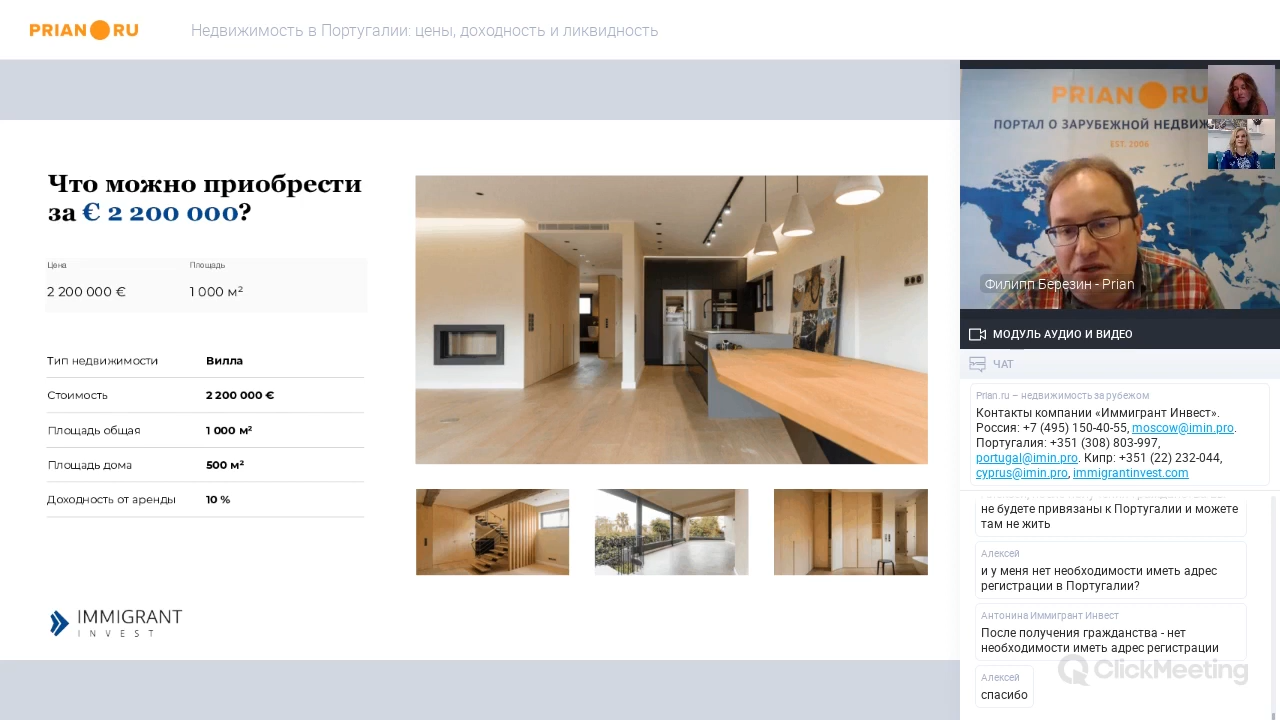 PRIAN RU
Недвижимость в Португалии: цены, доходность и ликвидность
Что можно приобрести
за € 2 200 000?
Цена
Площадь
2 200 000 €
1 000 м²
Тип недвижимости
Вилла
Стоимость
2 200 000 €
Площадь общая
1 000 м²
Площадь дома
500 м²
Доходность от аренды
10 %
IMMIGRANT
INVEST
PRIAN RU
ПОРТАЛ О ЗАРУБЕЖНОЙ
EST. 2006
Филипп Березин - Prian
МОДУЛЬ АУДИО И ВИДЕО
ЧАТ
Prian.ru – недвижимость за рубежом
Контакты компании «Иммигрант Инвест».
Россия: +7 (495) 150-40-55, moscow@imin.pro.
Португалия: +351 (308) 803-997,
portugal@imin.pro. Кипр: +351 (22) 232-044,
cyprus@imin.pro, immigrantinvest.com
не будете привязаны к Португалии и можете
там не жить
Алексей
и у меня нет необходимости иметь адрес
регистрации в Португалии?
Антонина Иммигрант Инвест
После получения гражданства - нет
необходимости иметь адрес регистрации
Алексей
спасибо
ClickMeeting